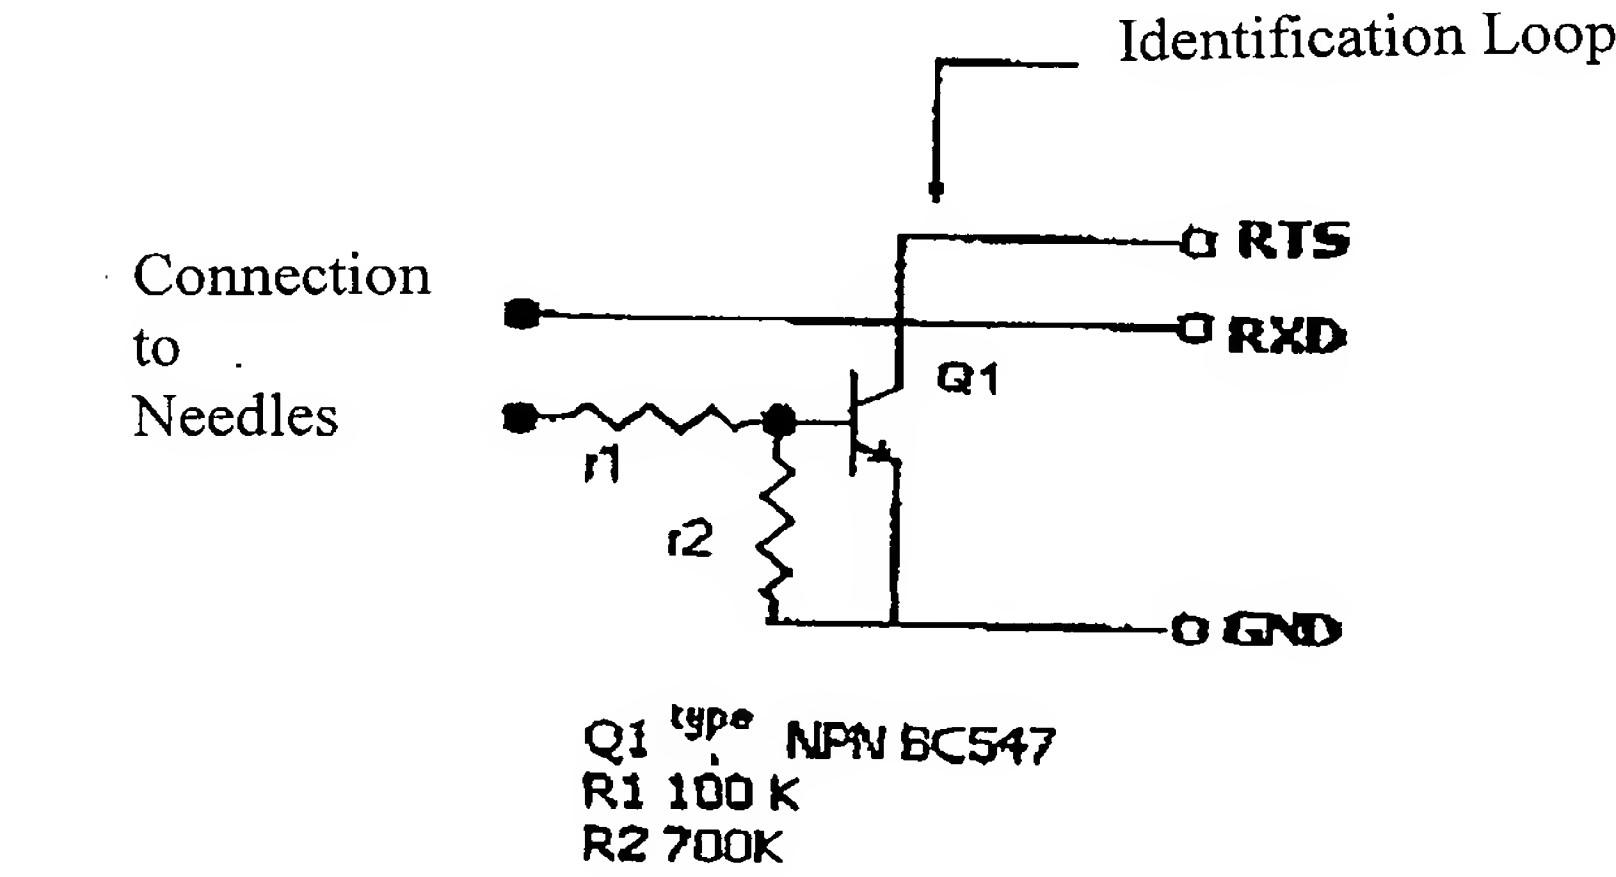 Identification Loop
RTS
Connection
to
Needles
RXD
Q1
r1
r2
GND
Q1 type NPN BC547
R1 100 K
R2 700K